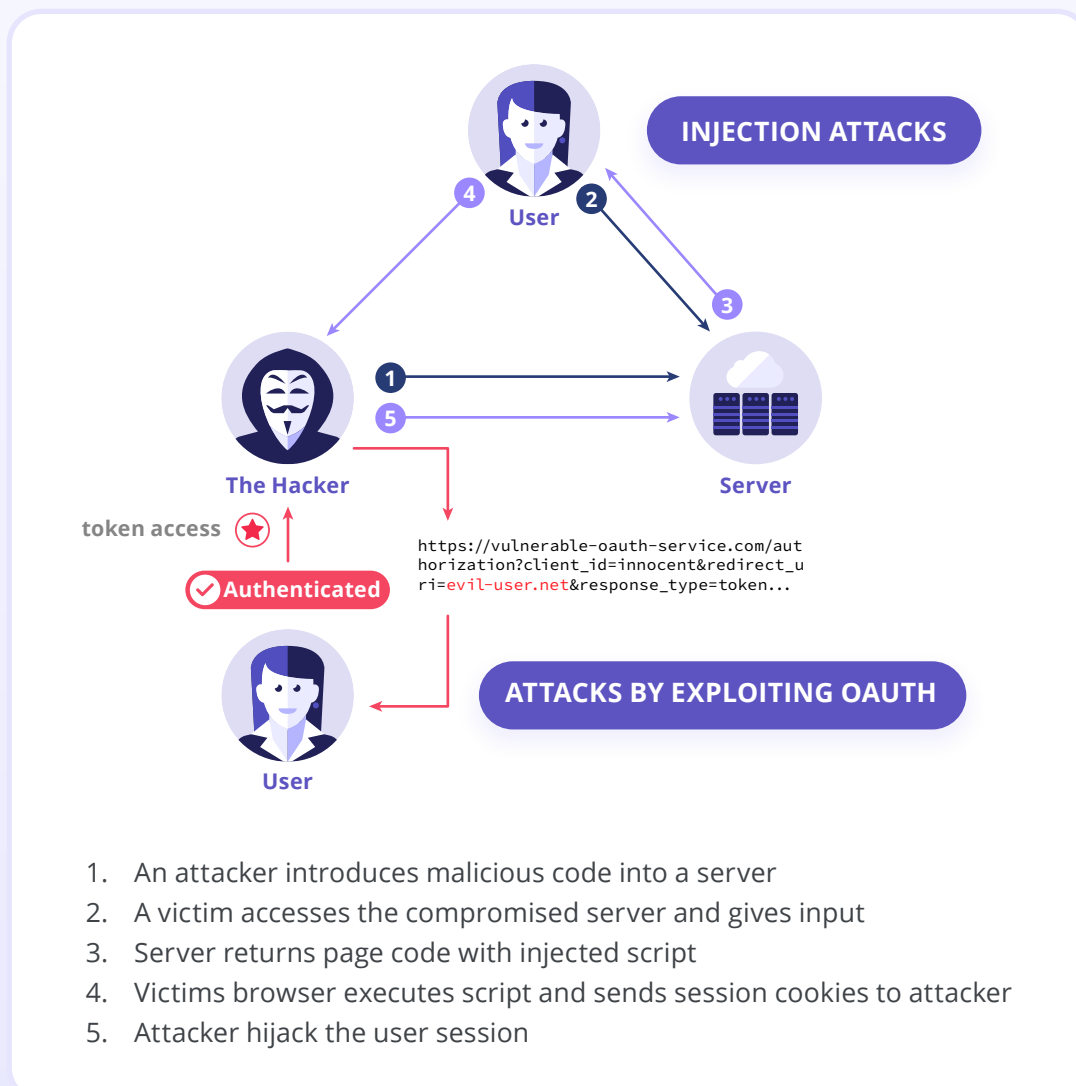 INJECTION ATTACKS
4
2
User
3
1
5
The Hacker
Server
token access
https://vulnerable-oauth-service.com/aut
horization?client_id=innocent&redirect_u
ri=evil-user.net&response_type=token...
Authenticated
ATTACKS BY EXPLOITING OAUTH
User
1. An attacker introduces malicious code into a server
2. A victim accesses the compromised server and gives input
3. Server returns page code with injected script
4. Victims browser executes script and sends session cookies to attacker
5. Attacker hijack the user session